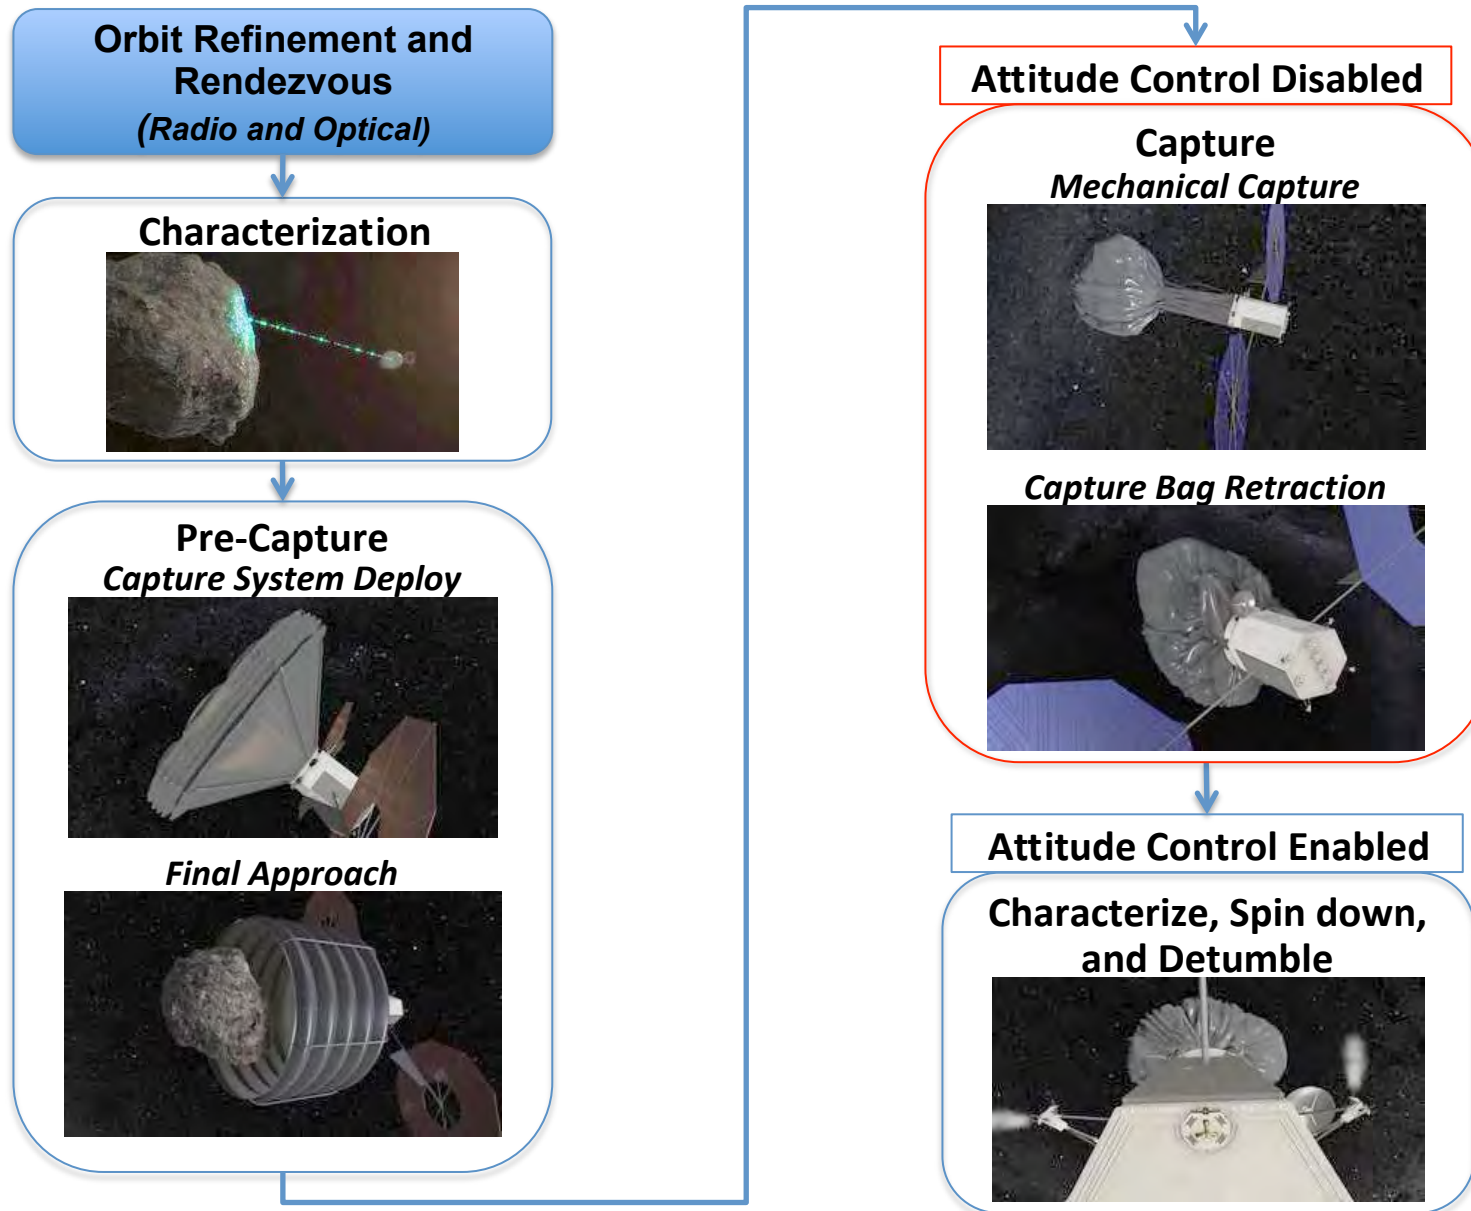 Orbit Refinement and
Rendezvous
(Radio and Optical)
Characterization
Pre-Capture
Capture System Deploy
Final Approach
Attitude Control Disabled
Capture
Mechanical Capture
Capture Bag Retraction
Attitude Control Enabled
Characterize, Spin down,
and Detumble